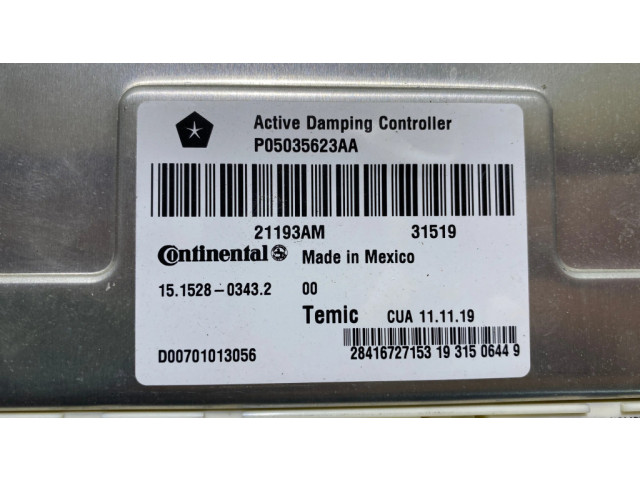 Active Damping Controller
P05035623AA
21193AM 31519
Continental Made in Mexico
15.1528-0343.2 00
Temic CUA 11.11.19
D00701013056 28416727153 19 315 0644 9